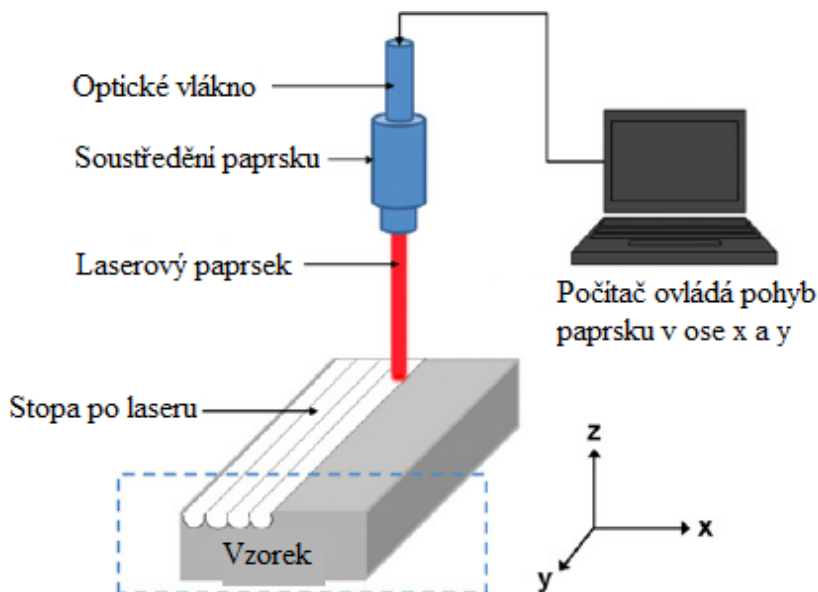 Optické vlákno
Soustředění paprsku
Laserový paprsek
Počítač ovládá pohyb
paprsku v ose x a y
Stopa po laseru
Vzorek
z
x
y